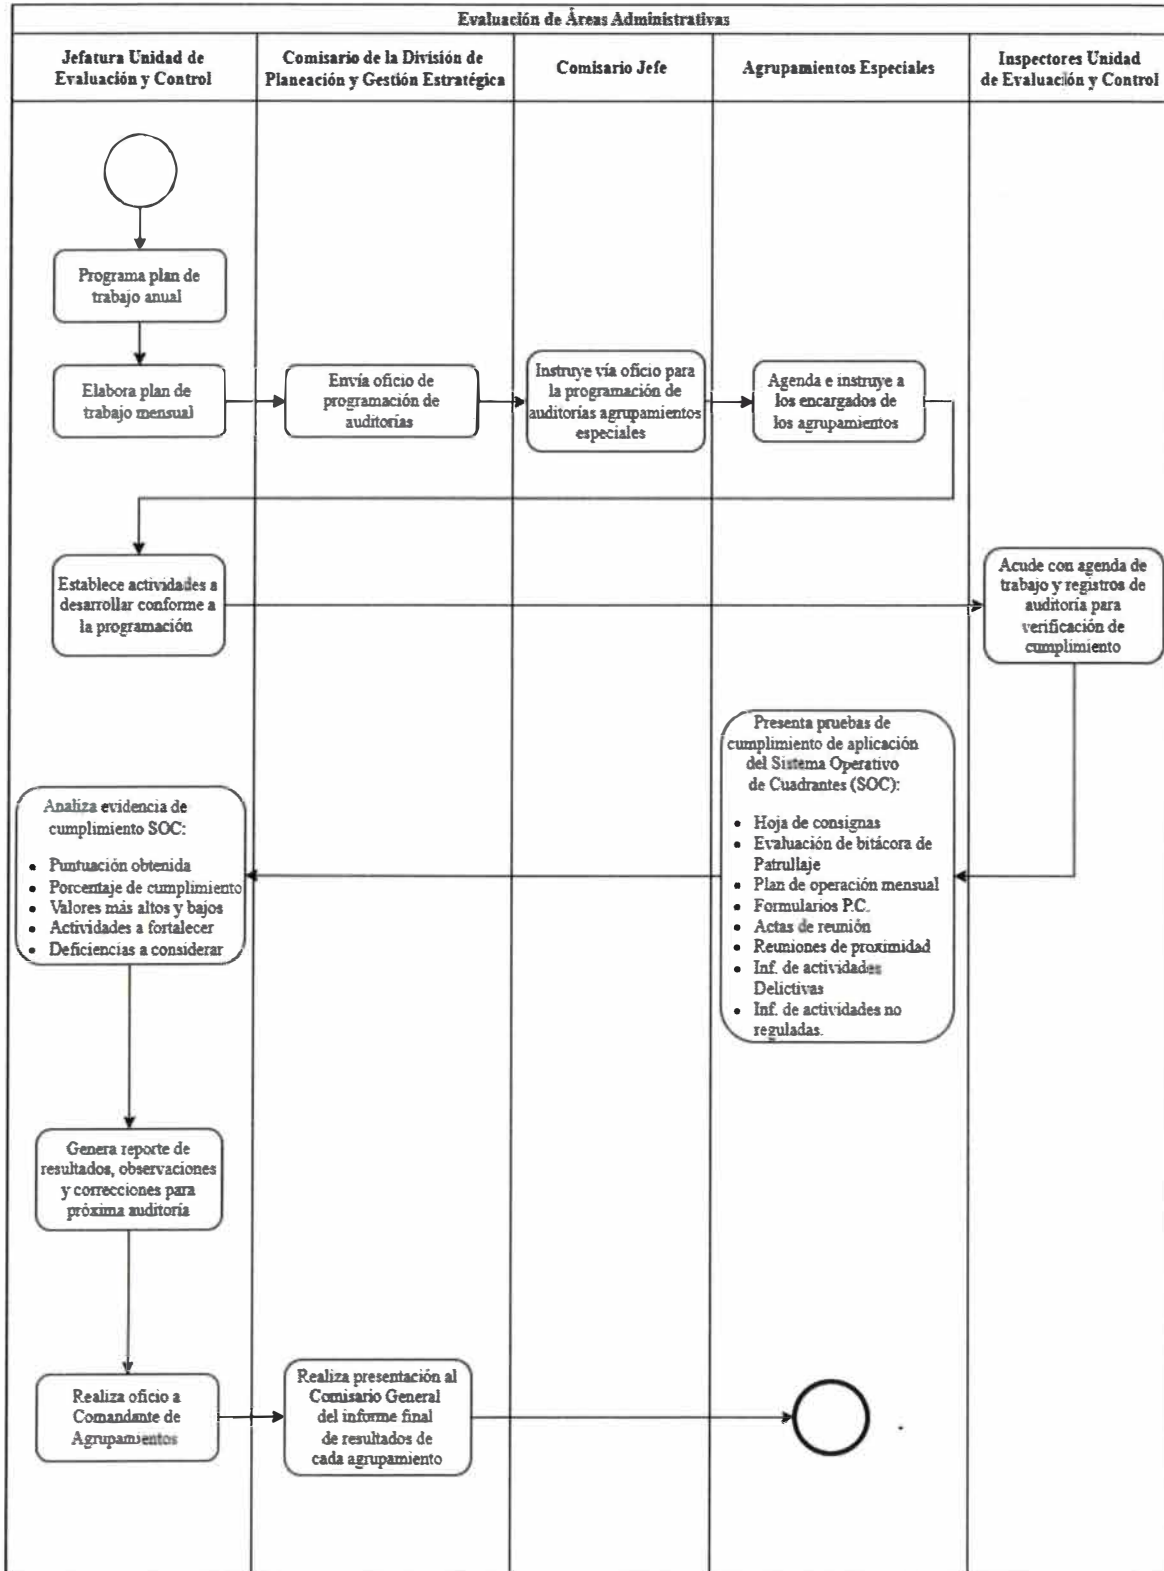 Evaluación de Áreas Administrativas
Jefatura Unidad de
Evaluación y Control
Comisario de la División de
Planeación y Gestión Estratégica
Comisario Jefe
Agrupamientos Especiales
Inspectores Unidad
de Evaluación y Control
Programa plan de
trabajo anual
Elabora plan de
trabajo mensual
Envía oficio de
programación de
auditorías
Instruye vía oficio para
la programación de
auditorías agrupamientos
especiales
Agenda e instruye a
los encargados de
los agrupamientos
Establece actividades a
desarrollar conforme a
la programación
Acude con agenda de
trabajo y registros de
auditoría para
verificación de
cumplimiento
Presenta pruebas de
cumplimiento de aplicación
del Sistema Operativo
de Cuadrantes (SOC):
• Hoja de consignas
• Evaluación de bitácora de
Patrullaje
• Plan de operación mensual
• Formularios P.C.
• Actas de reunión
• Reuniones de proximidad
• Inf. de actividades
Delictivas
• Inf. de actividades no
reguladas.
Analiza evidencia de
cumplimiento SOC:
• Puntuación obtenida
• Porcentaje de cumplimiento
• Valores más altos y bajos
• Actividades a fortalecer
• Deficiencias a considerar
Genera reporte de
resultados, observaciones
y correcciones para
próxima auditoría
Realiza oficio a
Comandante de
Agrupamientos
Realiza presentación al
Comisario General
del informe final
de resultados de
cada agrupamiento